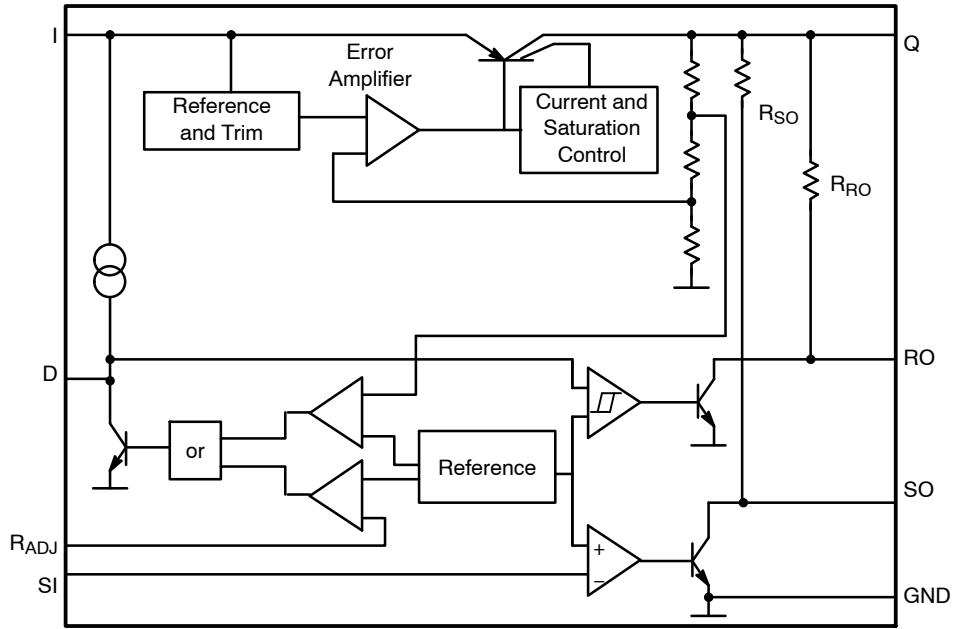 I
Q
Error
Amplifier
Reference
and Trim
Current and
Saturation
Control
RSO
RRO
D
RO
or
Reference
SO
RADJ
SI
+
−
GND